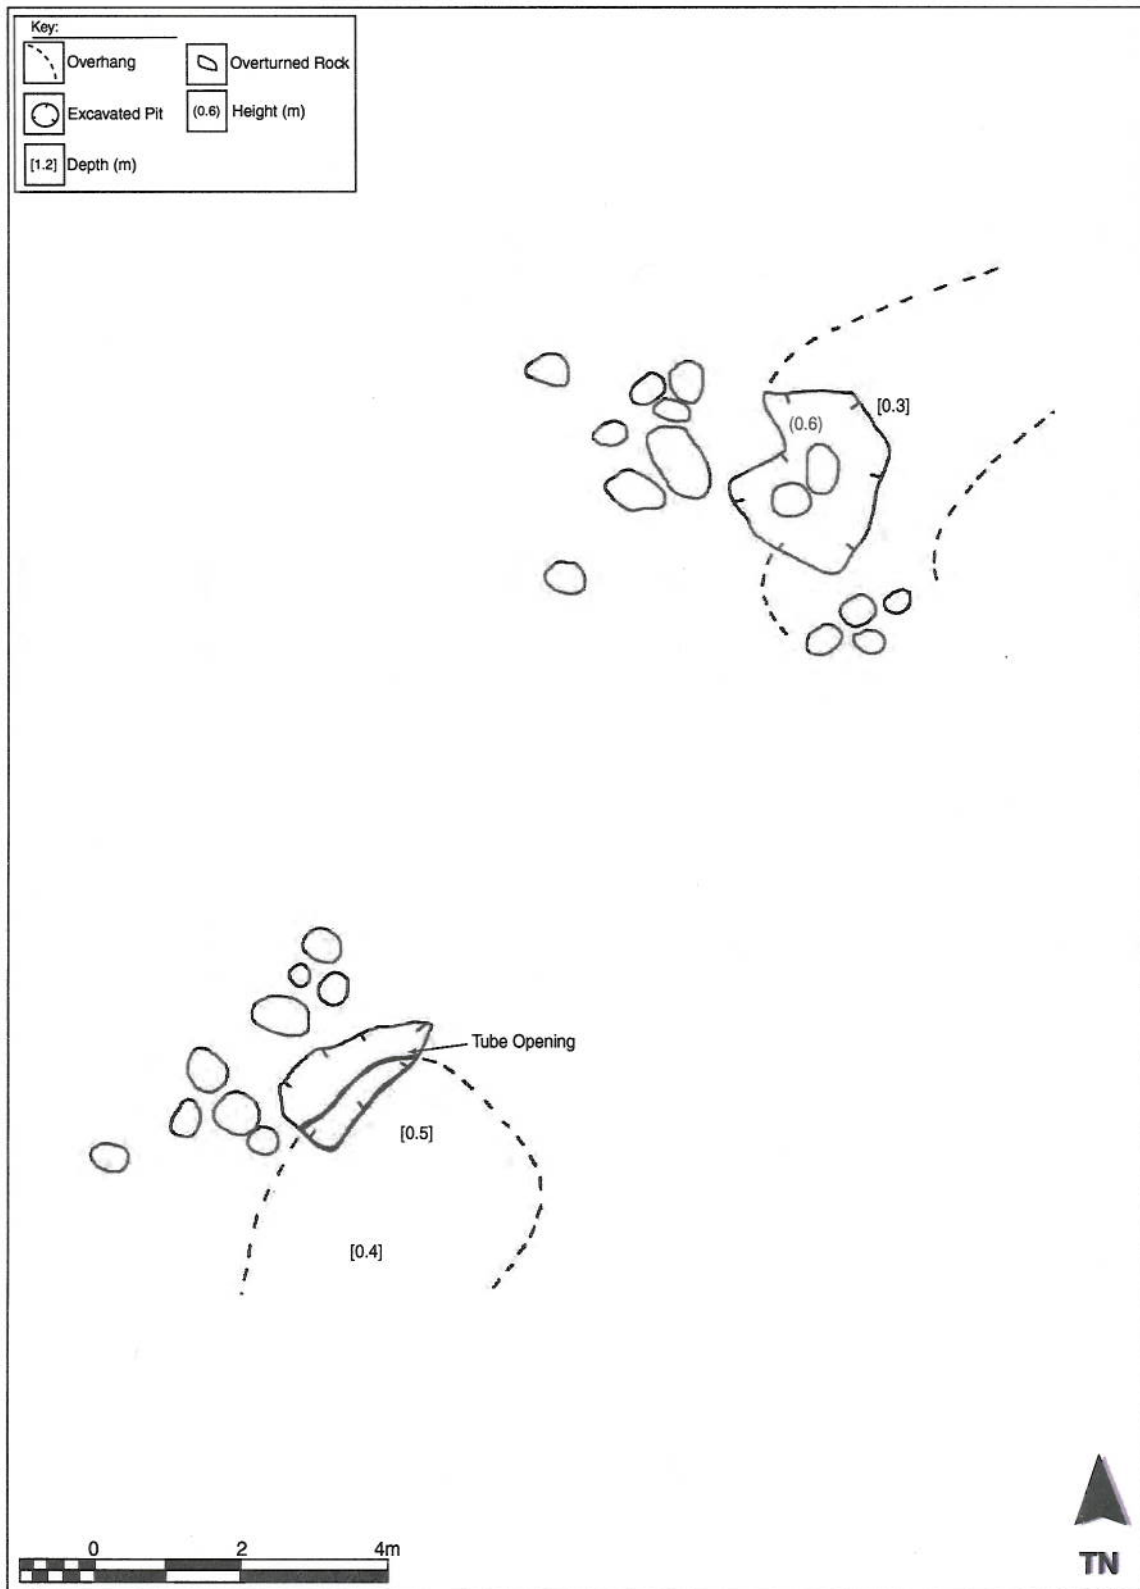 Key:
Overhang
Overturned Rock
Excavated Pit
(0.6) Height (m)
[1.2] Depth (m)
[0.3]
(0.6)
Tube Opening
[0.5]
[0.4]
0 2 4m
TN